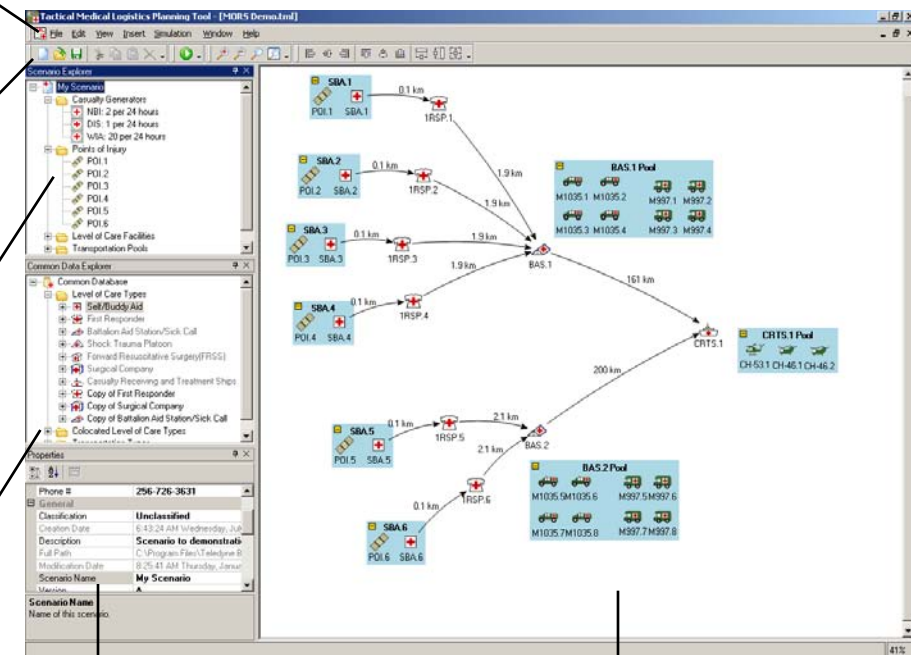 Tactical Medical Logistics Planning Tool - [MORS Demo.tml]
File Edit View Insert Simulation Window Help
Scenario Explorer
My Scenario
Casualty Generators
NBI: 2 per 24 hours
DIS: 1 per 24 hours
WIA: 20 per 24 hours
Points of Injury
POI.1
POI.2
POI.3
POI.4
POI.5
POI.6
Level of Care Facilities
Transportation Pools
Common Data Explorer
Common Database
Level of Care Types
Self/Buddy Aid
First Responder
Battalion Aid Station/Sick Call
Shock Trauma Platoon
Forward Resuscitative Surgery(FRSS)
Surgical Company
Casualty Receiving and Treatment Ships
Copy of First Responder
Copy of Surgical Company
Copy of Battalion Aid Station/Sick Call
Colocated Level of Care Types
Properties
Phone # 256-726-3631
General
Classification Unclassified
Creation Date 6:43:24 AM Wednesday, Jul
Description Scenario to demonstrati
Full Path C:\Program Files\Teledyne B
Modification Date 8:25:41 AM Thursday, Januar
Scenario Name My Scenario
Version A
Scenario Name
Name of this scenario.
SBA.1
POI.1 SBA.1
0.1 km
1RSP.1
1.9 km
SBA.2
POI.2 SBA.2
0.1 km
1RSP.2
1.9 km
SBA.3
POI.3 SBA.3
0.1 km
1RSP.3
1.9 km
SBA.4
POI.4 SBA.4
0.1 km
1RSP.4
1.9 km
BAS.1
BAS.1 Pool
M1035.1 M1035.2 M997.1 M997.2
M1035.3 M1035.4 M997.3 M997.4
161 km
CRTS.1
CRTS.1 Pool
CH-53.1 CH-46.1 CH-46.2
200 km
SBA.5
POI.5 SBA.5
0.1 km
1RSP.5
2.1 km
BAS.2
2.1 km
1RSP.6
0.1 km
SBA.6
POI.6 SBA.6
BAS.2 Pool
M1035.5 M1035.6 M997.5 M997.6
M1035.7 M1035.8 M997.7 M997.8
41%